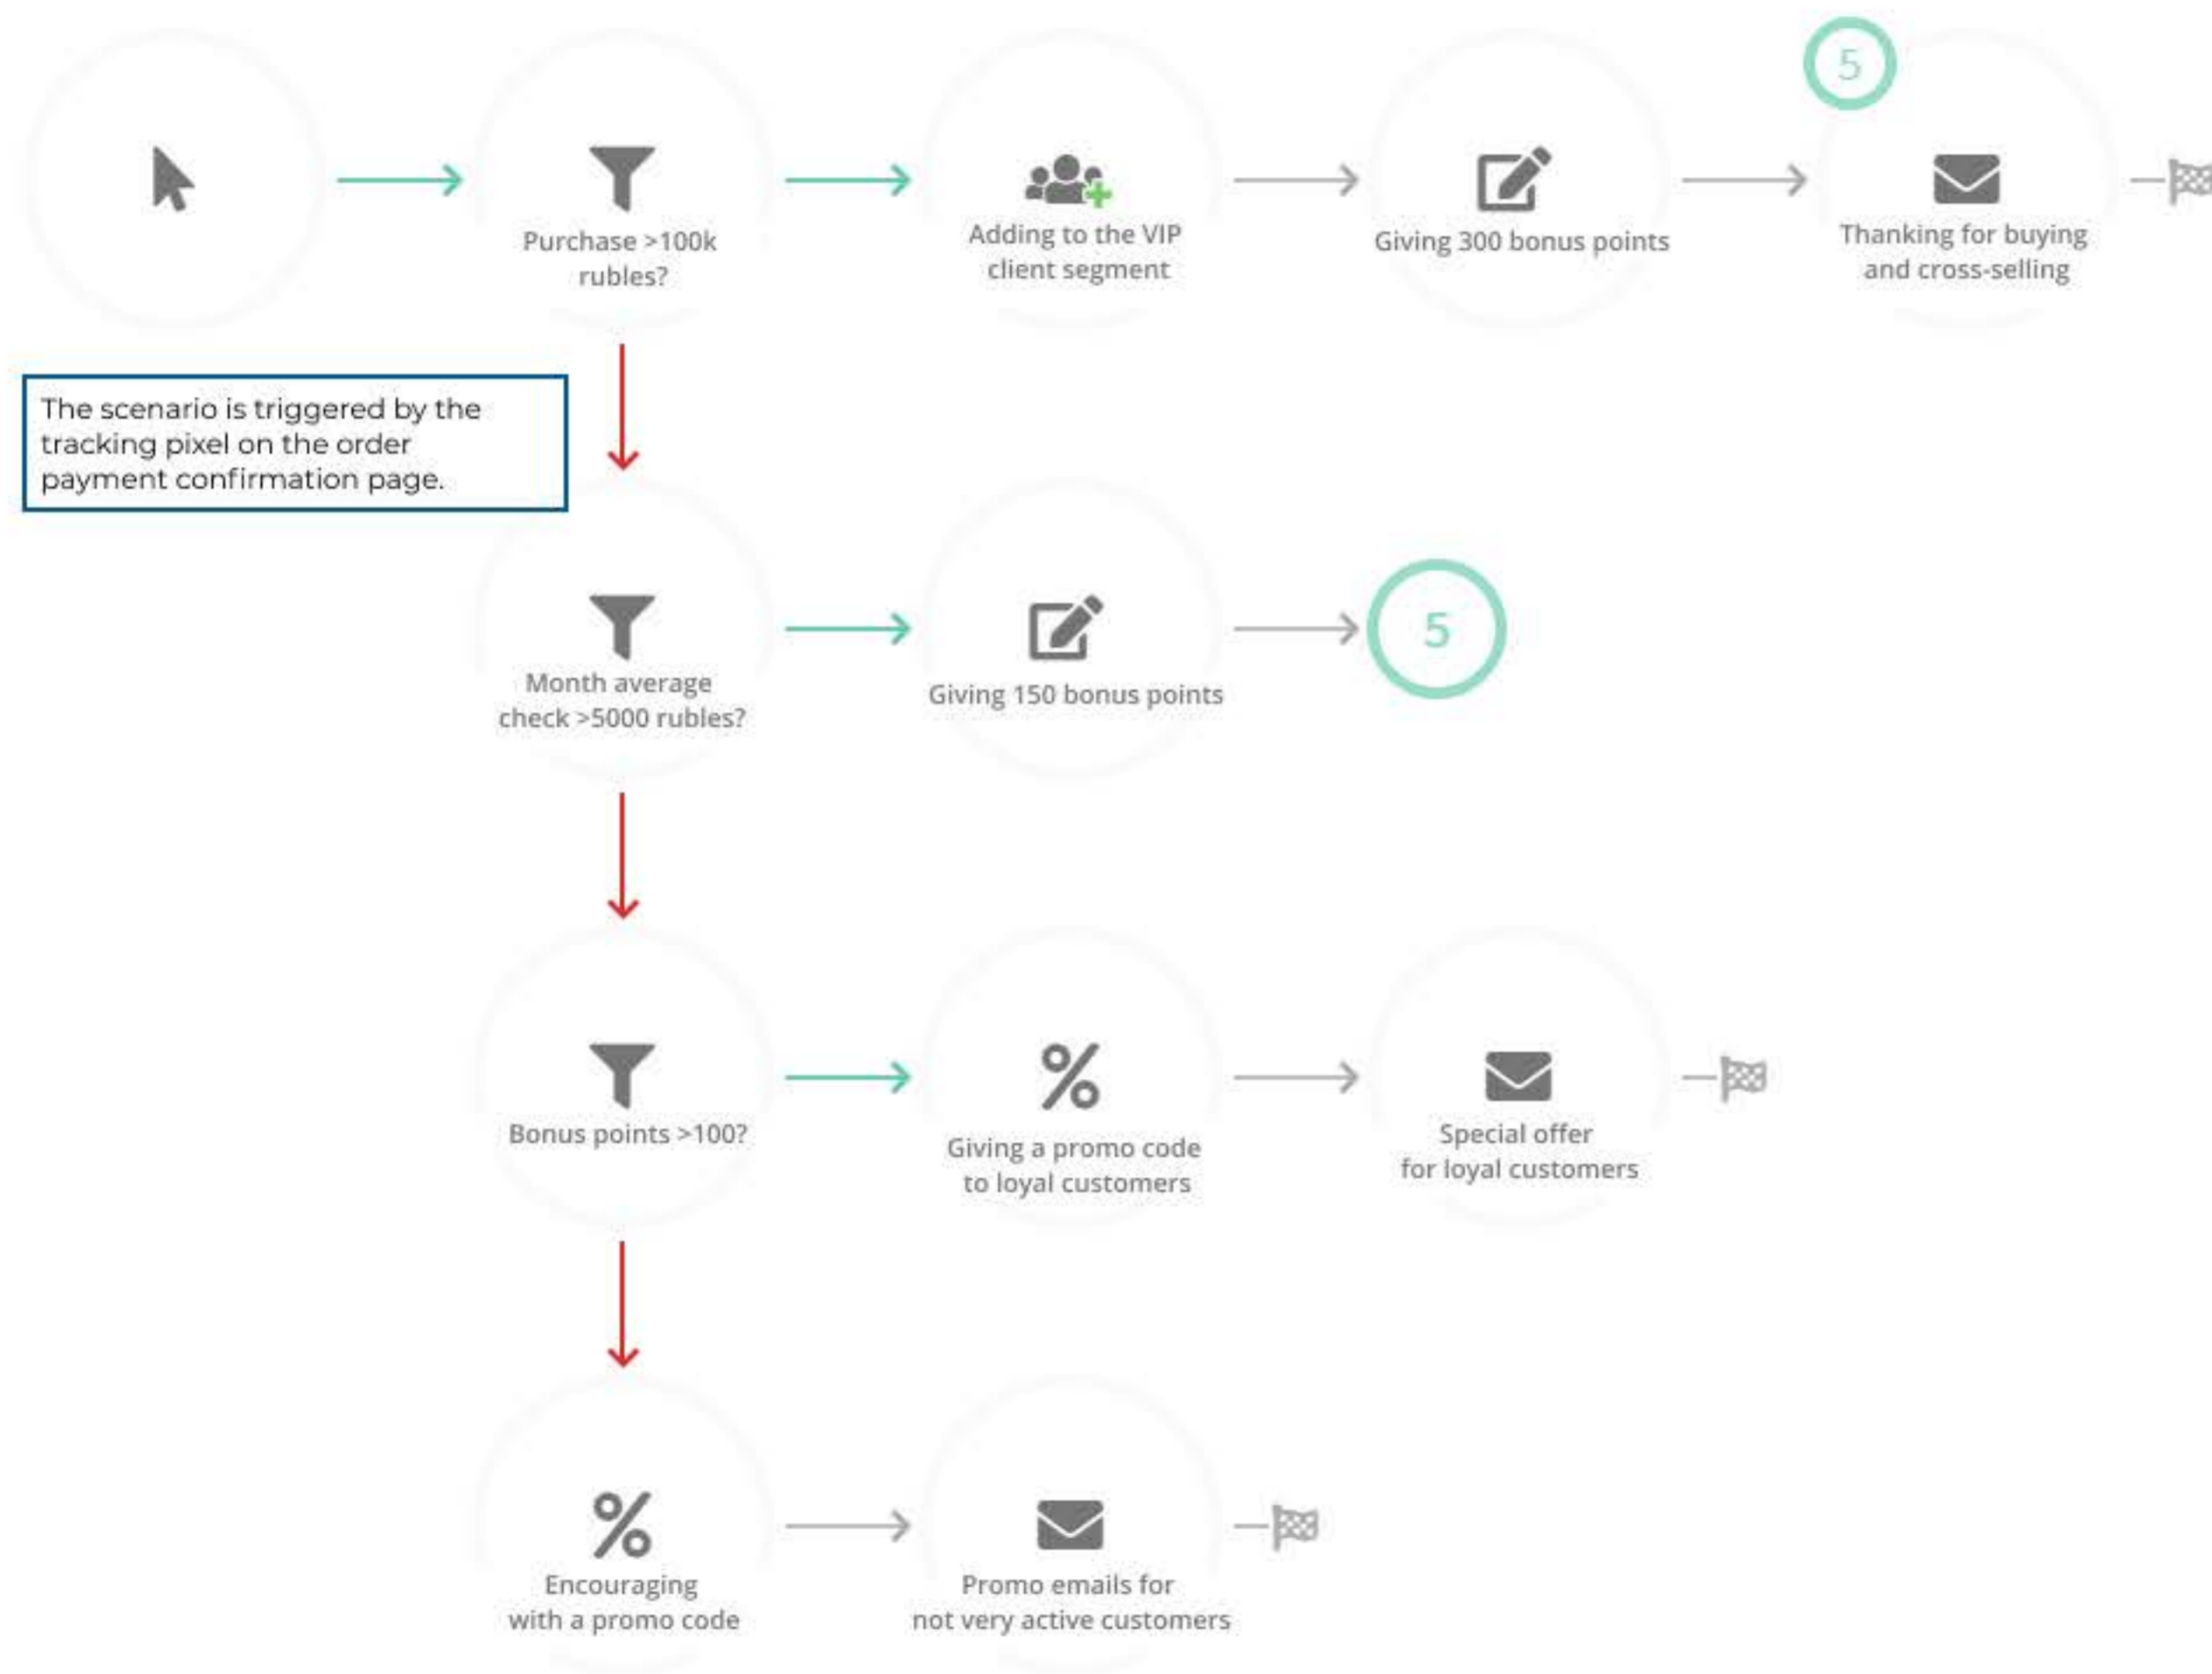 5
Purchase >100k
rubles?
Adding to the VIP
client segment
Giving 300 bonus points
Thanking for buying
and cross-selling
The scenario is triggered by the
tracking pixel on the order
payment confirmation page.
Month average
check >5000 rubles?
Giving 150 bonus points
5
Bonus points >100?
Giving a promo code
to loyal customers
Special offer
for loyal customers
Encouraging
with a promo code
Promo emails for
not very active customers